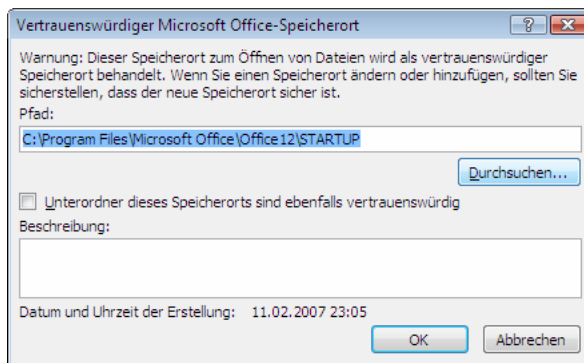 Vertrauenswürdiger Microsoft Office-Speicherort
Warnung: Dieser Speicherort zum Öffnen von Dateien wird als vertrauenswürdiger
Speicherort behandelt. Wenn Sie einen Speicherort ändern oder hinzufügen, sollten Sie
sicherstellen, dass der neue Speicherort sicher ist.
Pfad:
C:\Program Files\Microsoft Office\Office12\STARTUP
Durchsuchen...
Unterordner dieses Speicherorts sind ebenfalls vertrauenswürdig
Beschreibung:
Datum und Uhrzeit der Erstellung: 11.02.2007 23:05
OK Abbrechen